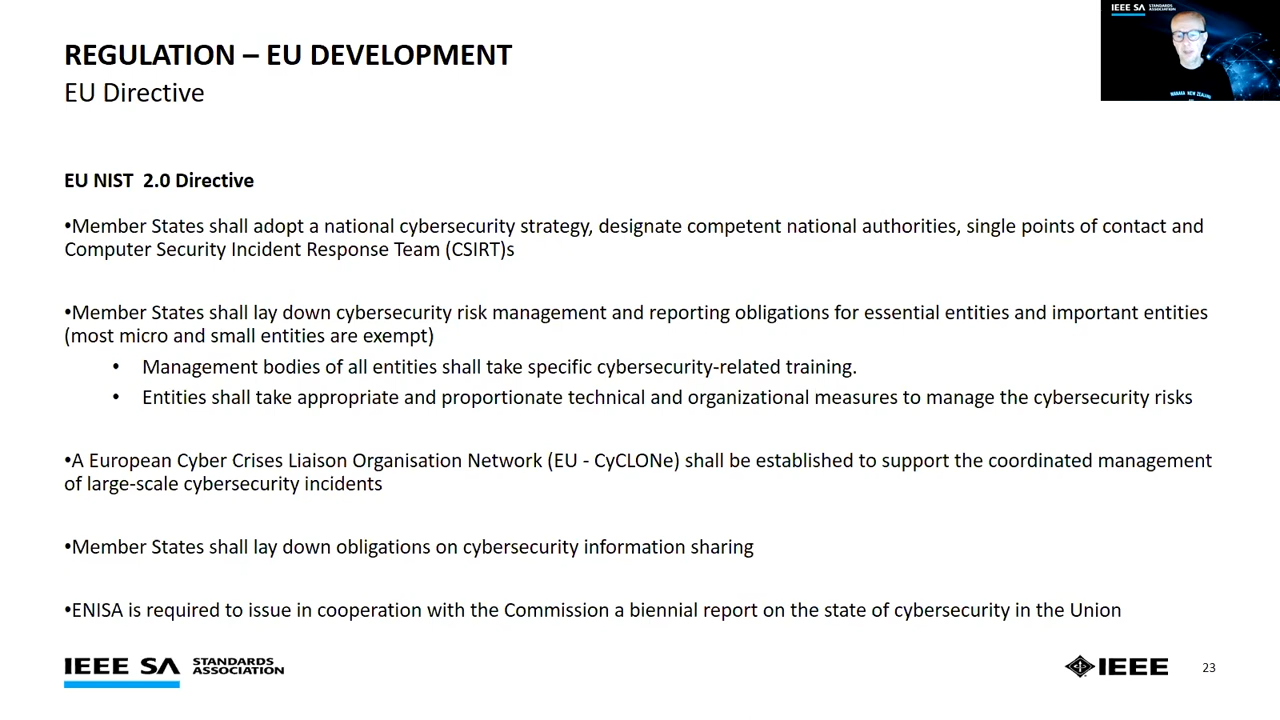 REGULATION – EU DEVELOPMENT
EU Directive
IEEE SA STANDARDS ASSOCIATION
EU NIST 2.0 Directive
•Member States shall adopt a national cybersecurity strategy, designate competent national authorities, single points of contact and
Computer Security Incident Response Team (CSIRT)s
•Member States shall lay down cybersecurity risk management and reporting obligations for essential entities and important entities
(most micro and small entities are exempt)
• Management bodies of all entities shall take specific cybersecurity-related training.
• Entities shall take appropriate and proportionate technical and organizational measures to manage the cybersecurity risks
•A European Cyber Crises Liaison Organisation Network (EU - CyCLONe) shall be established to support the coordinated management
of large-scale cybersecurity incidents
•Member States shall lay down obligations on cybersecurity information sharing
•ENISA is required to issue in cooperation with the Commission a biennial report on the state of cybersecurity in the Union
IEEE SA STANDARDS ASSOCIATION
IEEE
23